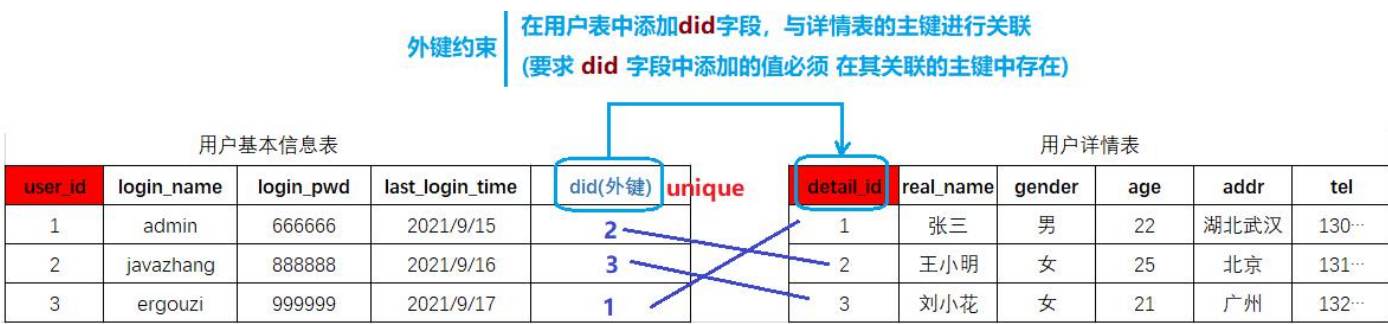 外键约束
在用户表中添加did字段，与详情表的主键进行关联
(要求 did 字段中添加的值必须 在其关联的主键中存在)
用户基本信息表
user_id login_name login_pwd last_login_time did(外键) unique
1 admin 666666 2021/9/15 2
2 javazhang 888888 2021/9/16 3
3 ergouzi 999999 2021/9/17 1
用户详情表
detail_id real_name gender age addr tel
1 张三 男 22 湖北武汉 130…
2 王小明 女 25 北京 131…
3 刘小花 女 21 广州 132…